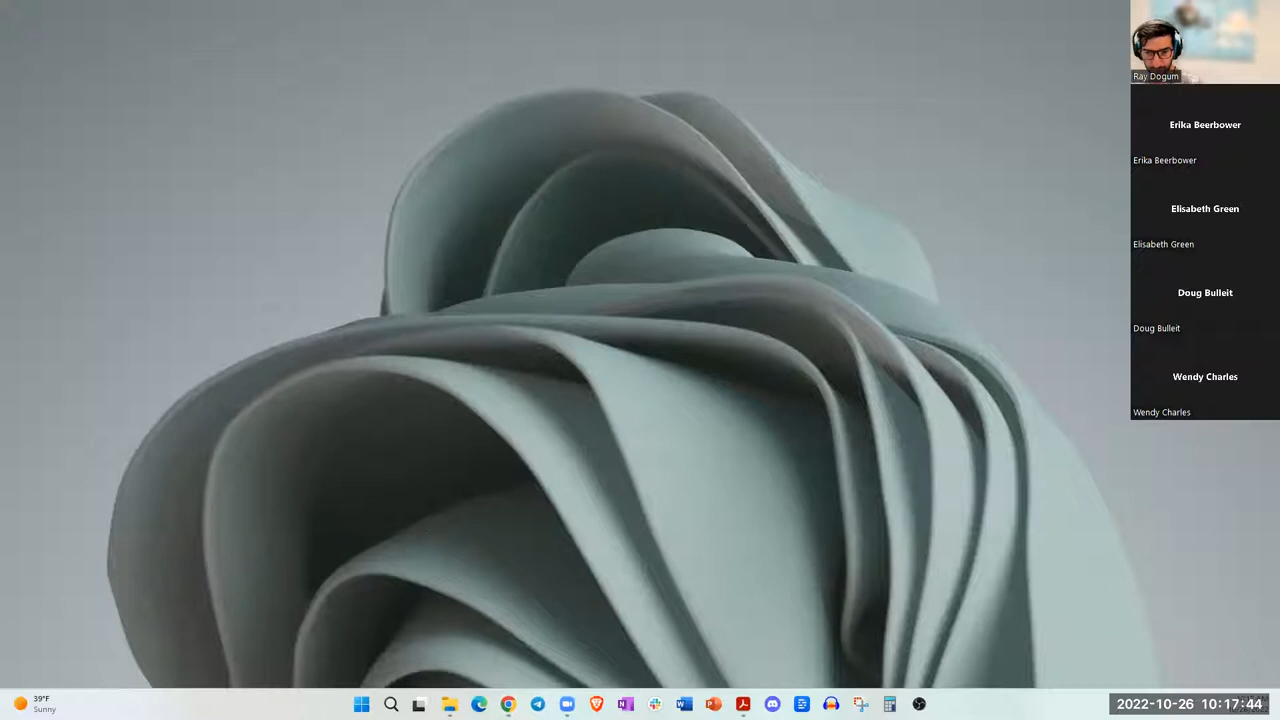 Ray Dogum
Erika Beerbower
Erika Beerbower
Elisabeth Green
Elisabeth Green
Doug Bulleit
Doug Bulleit
Wendy Charles
Wendy Charles
39°F
Sunny
2022-10-26 10:17:44